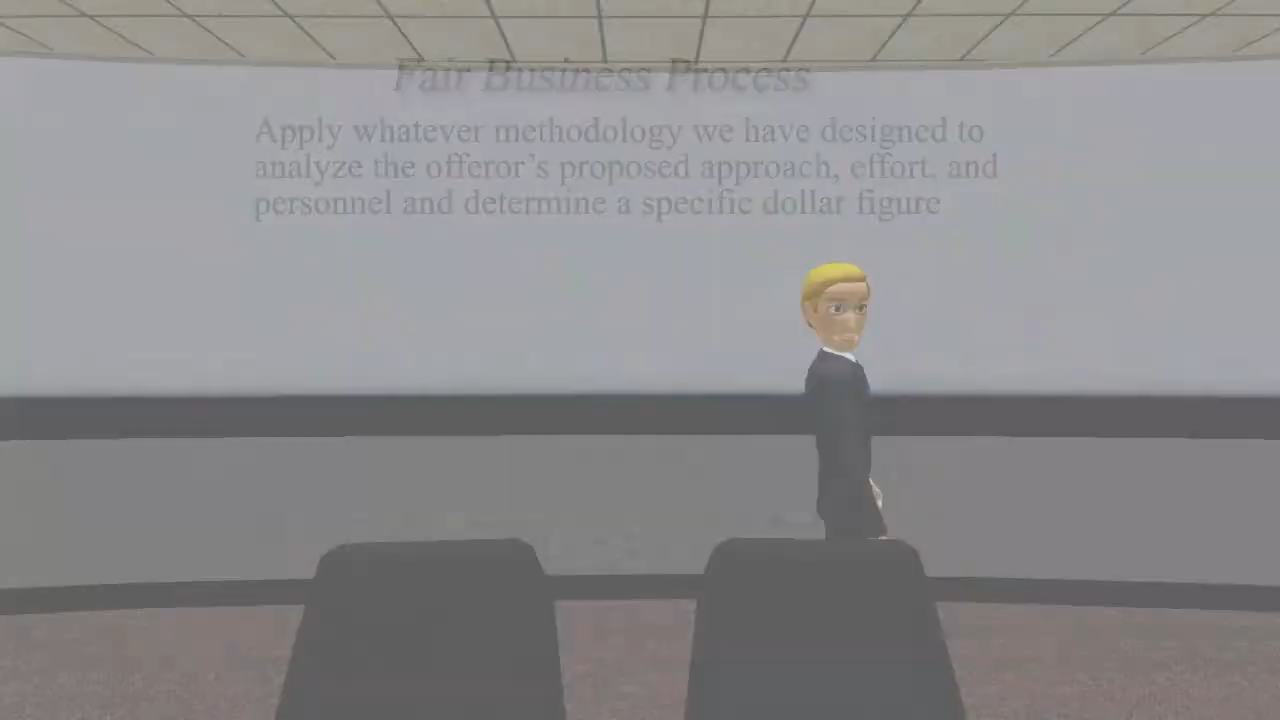 Fair Business Process
Apply whatever methodology we have designed to
analyze the offeror’s proposed approach, effort, and
personnel and determine a specific dollar figure